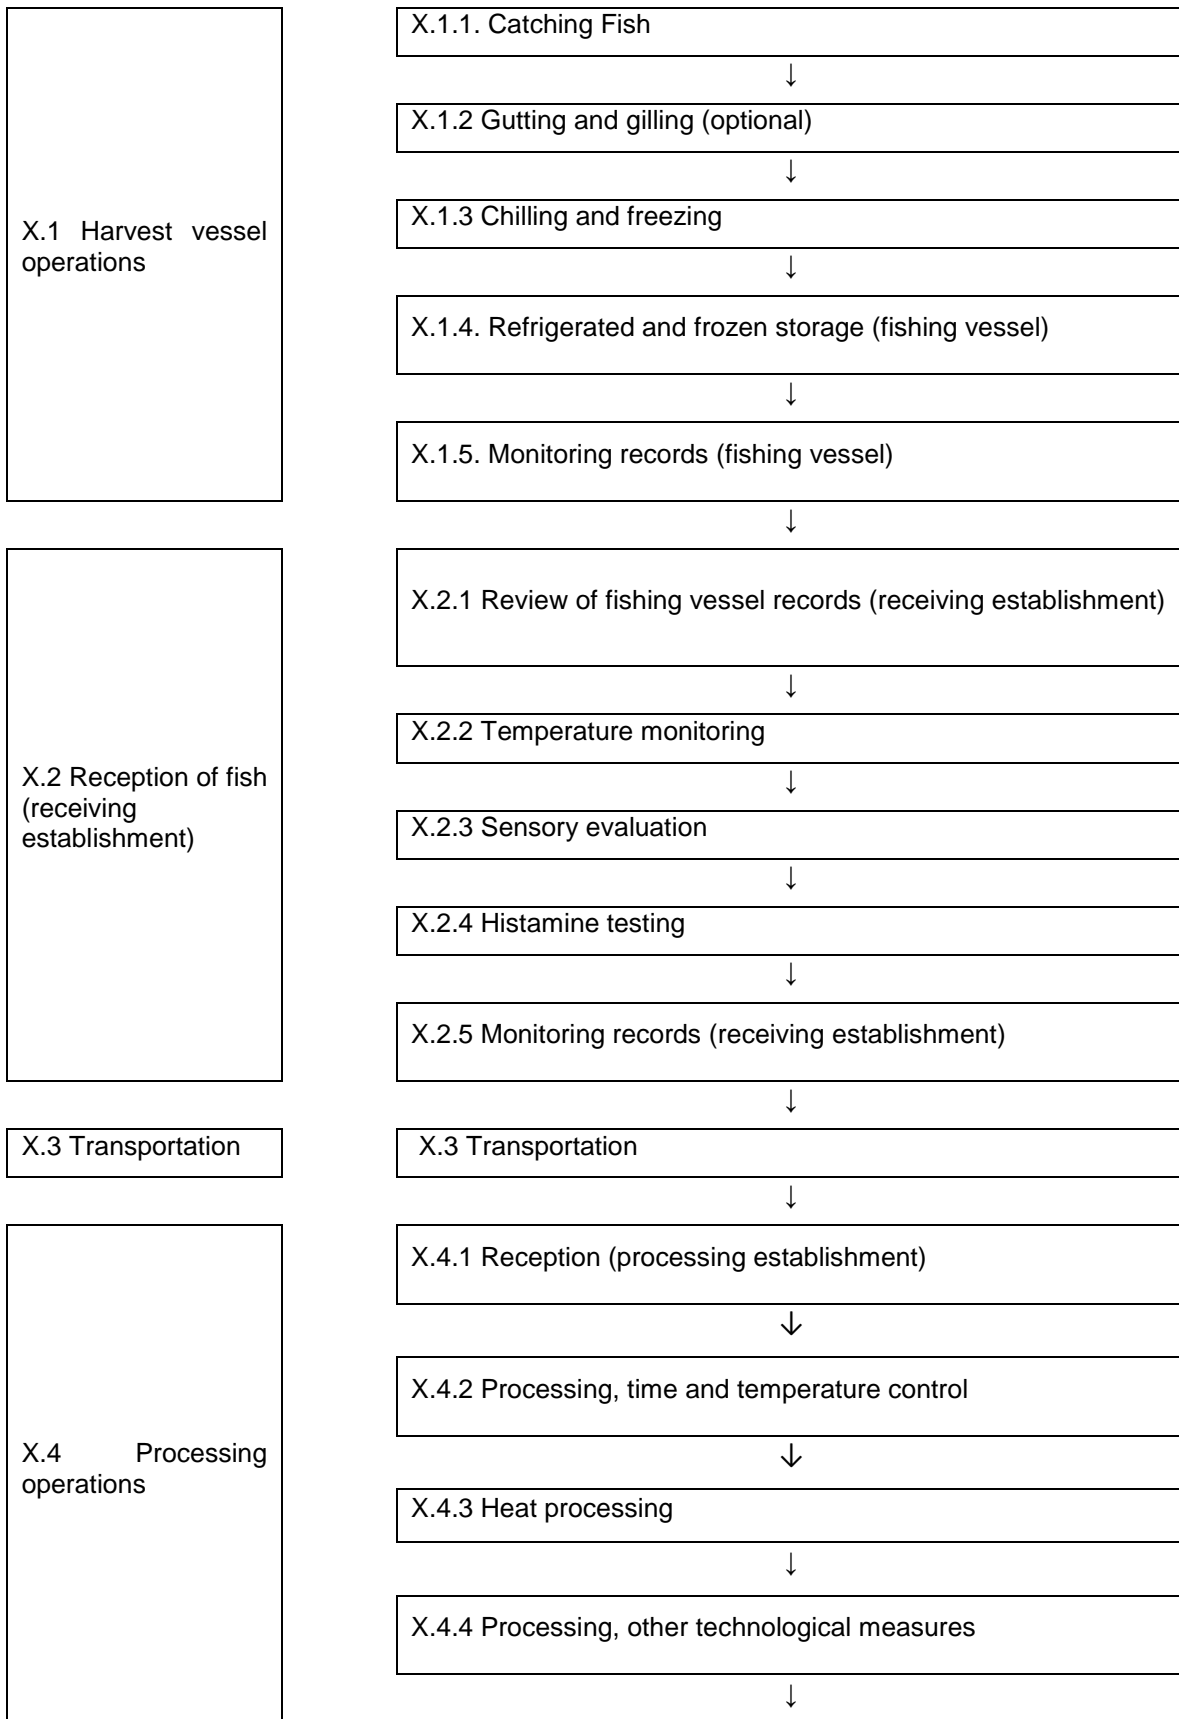 X.1 Harvest vessel
operations
X.1.1. Catching Fish
↓
X.1.2 Gutting and gilling (optional)
↓
X.1.3 Chilling and freezing
↓
X.1.4. Refrigerated and frozen storage (fishing vessel)
↓
X.1.5. Monitoring records (fishing vessel)
↓
X.2 Reception of fish
(receiving
establishment)
X.2.1 Review of fishing vessel records (receiving establishment)
↓
X.2.2 Temperature monitoring
↓
X.2.3 Sensory evaluation
↓
X.2.4 Histamine testing
↓
X.2.5 Monitoring records (receiving establishment)
↓
X.3 Transportation
X.3 Transportation
↓
X.4 Processing
operations
X.4.1 Reception (processing establishment)
↓
X.4.2 Processing, time and temperature control
↓
X.4.3 Heat processing
↓
X.4.4 Processing, other technological measures
↓